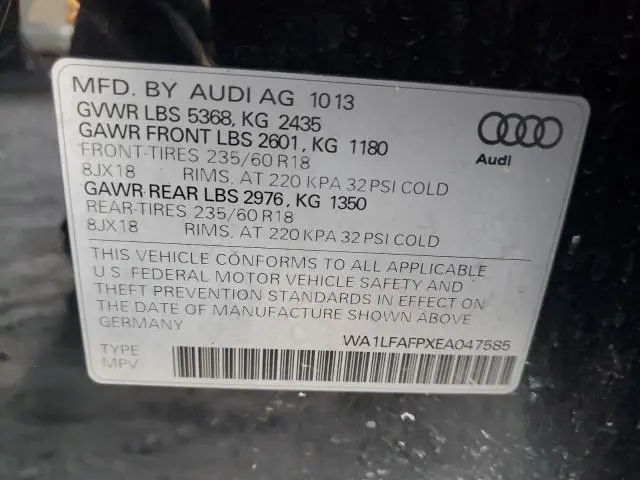 MFD. BY AUDI AG 10 13
GVWR LBS 5368, KG 2435
GAWR FRONT LBS 2601, KG 1180
FRONT-TIRES 235/60 R18
8JX18 RIMS, AT 220 KPA 32 PSI COLD
GAWR REAR LBS 2976, KG 1350
REAR-TIRES 235/60 R18
8JX18 RIMS, AT 220 KPA 32 PSI COLD
Audi
THIS VEHICLE CONFORMS TO ALL APPLICABLE
U.S. FEDERAL MOTOR VEHICLE SAFETY AND
THEFT PREVENTION STANDARDS IN EFFECT ON
THE DATE OF MANUFACTURE SHOWN ABOVE
GERMANY
WA1LFAFPXEA047585
TYPE
MPV